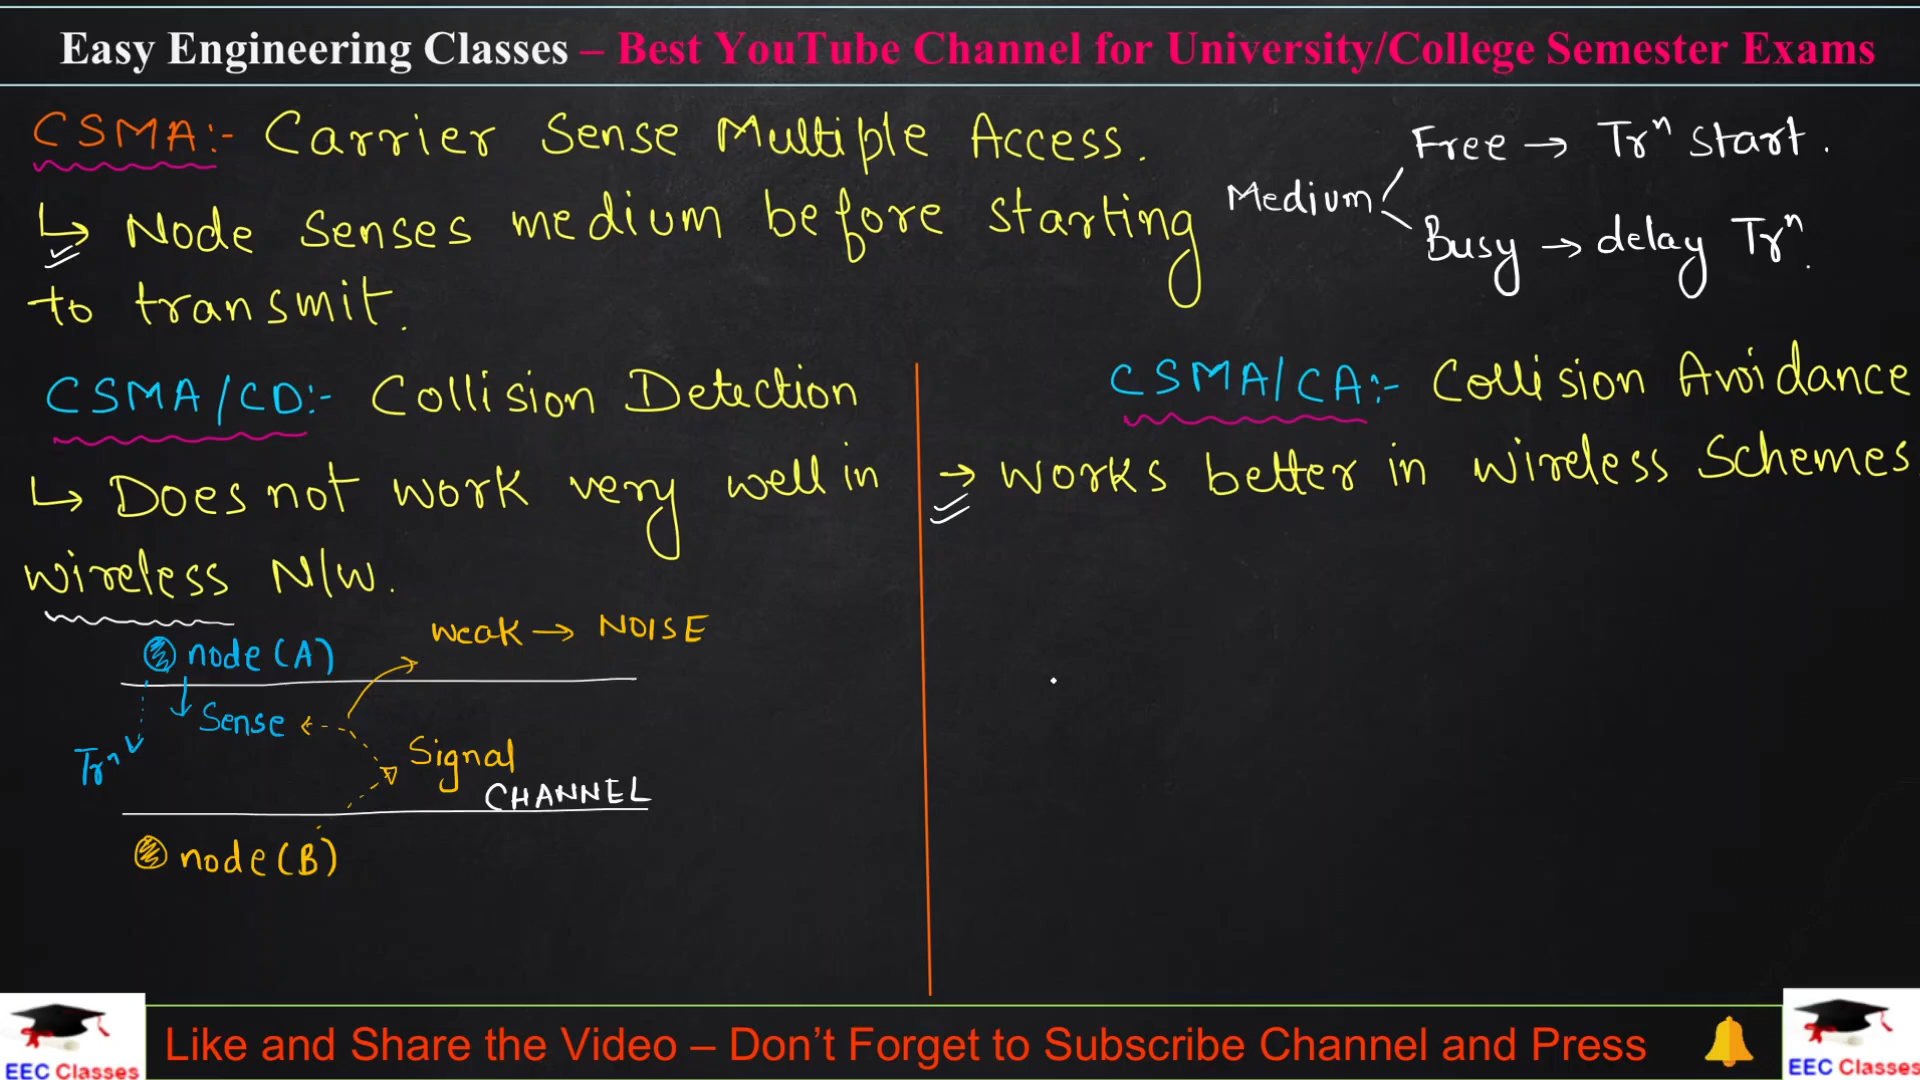 Easy Engineering Classes – Best YouTube Channel for University/College Semester Exams
CSMA:- Carrier Sense Multiple Access.
↳ Node senses medium before starting
to transmit.
Medium
Free → Trⁿ start.
Busy → delay Trⁿ.
CSMA/CD:- Collision Detection
↳ Does not work very well in
wireless N/W.
node(A)
weak → NOISE
Sense
Trⁿ
Signal
CHANNEL
node(B)
CSMA/CA:- Collision Avoidance
→ works better in wireless Schemes
Like and Share the Video – Don’t Forget to Subscribe Channel and Press
EEC Classes
EEC Classes